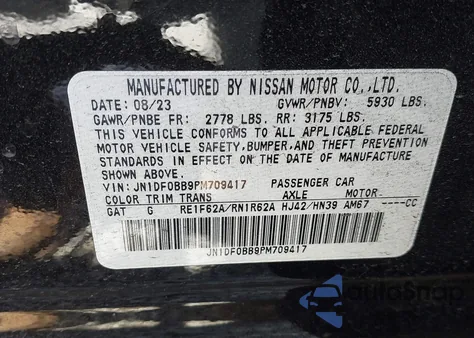 MANUFACTURED BY NISSAN MOTOR CO.,LTD.
DATE: 08/23 GVWR/PNBV: 5930 LBS.
GAWR/PNBE FR: 2778 LBS. RR: 3175 LBS.
THIS VEHICLE CONFORMS TO ALL APPLICABLE FEDERAL
MOTOR VEHICLE SAFETY,BUMPER,AND THEFT PREVENTION
STANDARDS IN EFFECT ON THE DATE OF MANUFACTURE
SHOWN ABOVE.
VIN: JN1DF0BB9PM709417 PASSENGER CAR
COLOR TRIM TRANS AXLE MOTOR
GAT G RE1F62A/RN1R62A HJ42/HN39 AM67 ----CC
JN1DF0BB9PM709417
AutoSnap